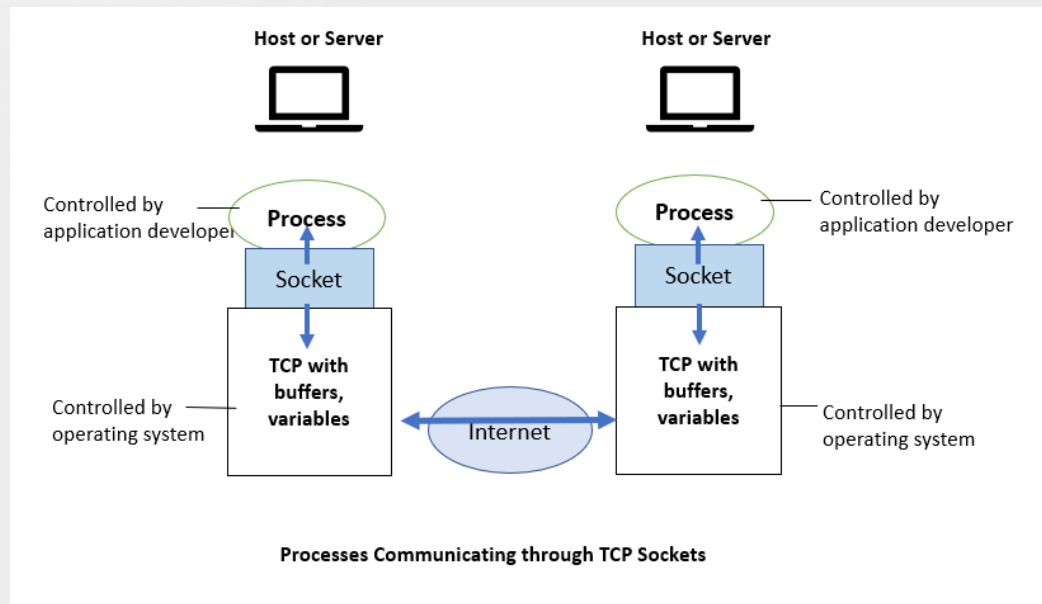 Host or Server
Host or Server
Controlled by
application developer
Process
Process
Controlled by
application developer
Socket
Socket
TCP with
buffers,
variables
TCP with
buffers,
variables
Controlled by
operating system
Internet
Controlled by
operating system
Processes Communicating through TCP Sockets